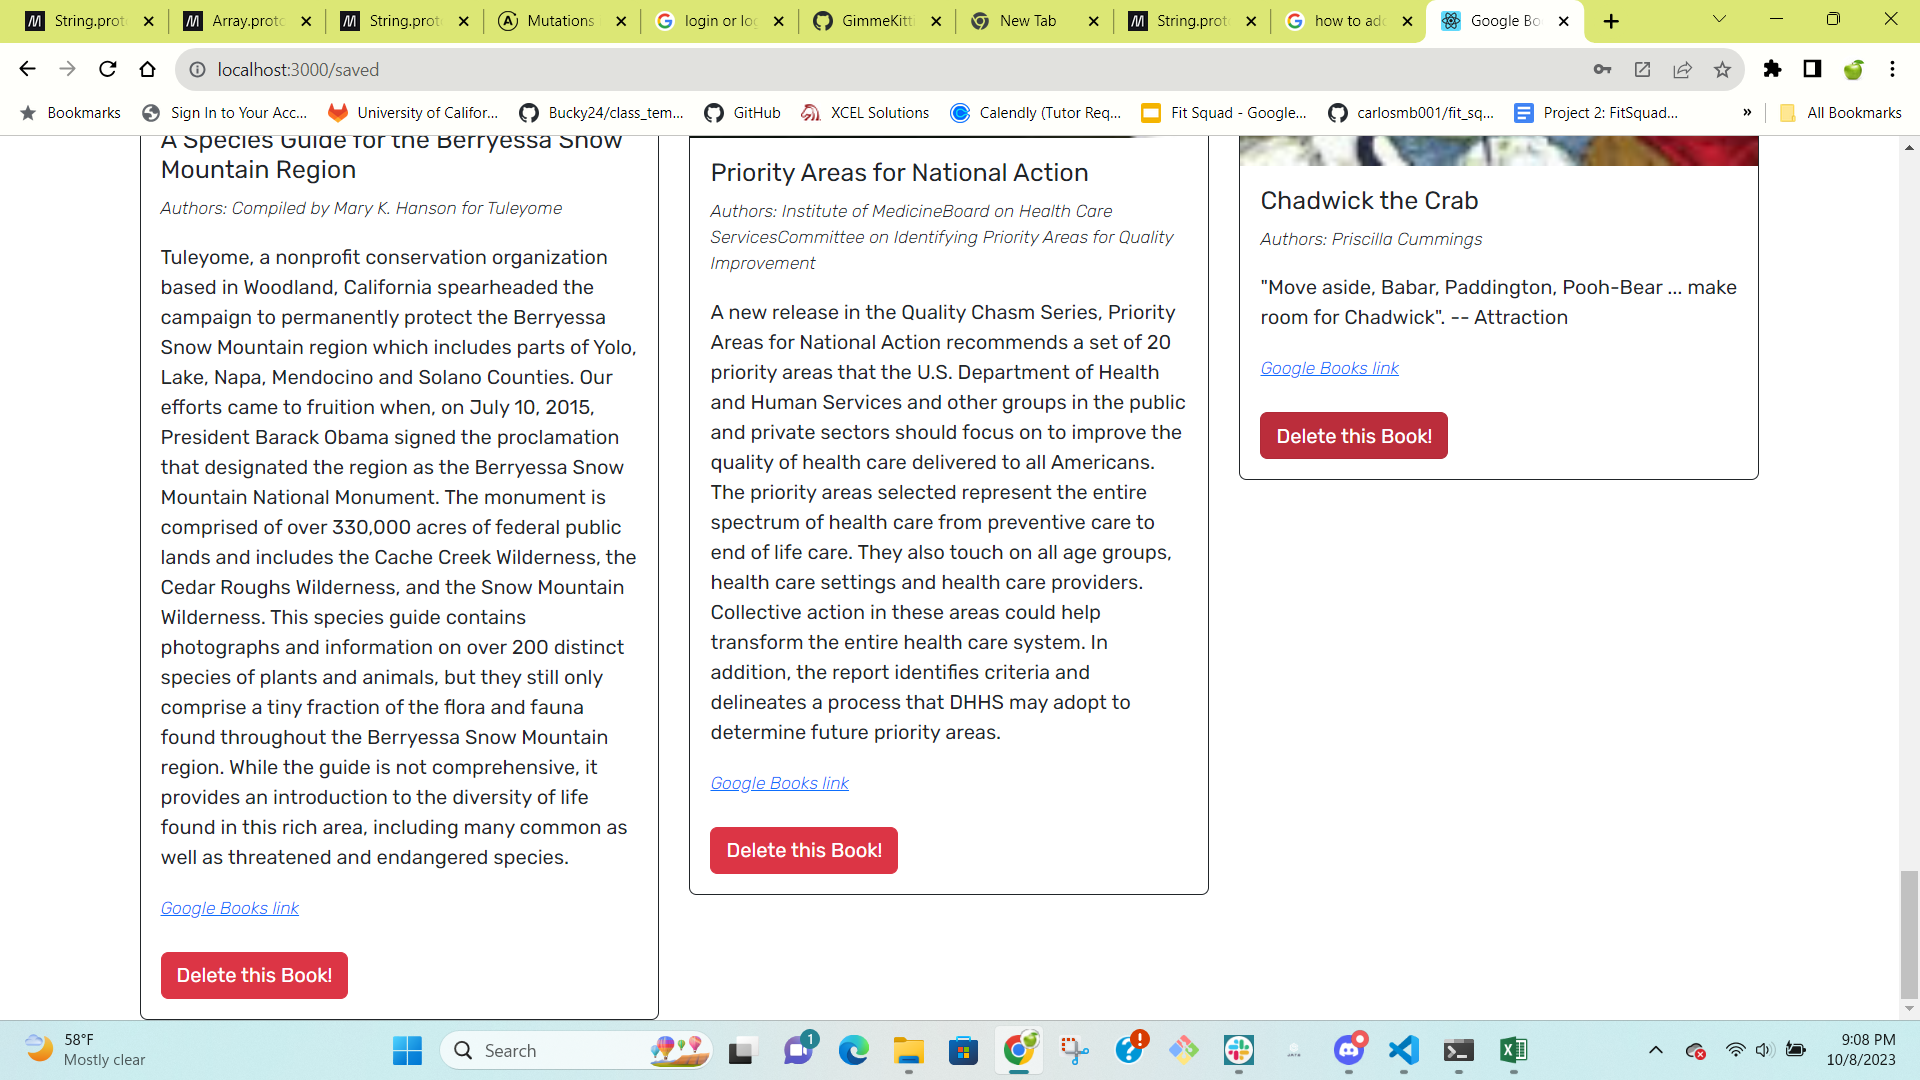 String.prot
Array.proto
String.prot
Mutations
login or log
GimmeKitti
New Tab
String.prot
how to add
Google Bo
localhost:3000/saved
Bookmarks
Sign In to Your Acc...
University of Califor...
Bucky24/class_tem...
GitHub
XCEL Solutions
Calendly (Tutor Req...
Fit Squad - Google...
carlosmb001/fit_sq...
Project 2: FitSquad...
»
All Bookmarks
A Species Guide for the Berryessa Snow
Mountain Region
Authors: Compiled by Mary K. Hanson for Tuleyome
Tuleyome, a nonprofit conservation organization
based in Woodland, California spearheaded the
campaign to permanently protect the Berryessa
Snow Mountain region which includes parts of Yolo,
Lake, Napa, Mendocino and Solano Counties. Our
efforts came to fruition when, on July 10, 2015,
President Barack Obama signed the proclamation
that designated the region as the Berryessa Snow
Mountain National Monument. The monument is
comprised of over 330,000 acres of federal public
lands and includes the Cache Creek Wilderness, the
Cedar Roughs Wilderness, and the Snow Mountain
Wilderness. This species guide contains
photographs and information on over 200 distinct
species of plants and animals, but they still only
comprise a tiny fraction of the flora and fauna
found throughout the Berryessa Snow Mountain
region. While the guide is not comprehensive, it
provides an introduction to the diversity of life
found in this rich area, including many common as
well as threatened and endangered species.
Google Books link
Delete this Book!
Priority Areas for National Action
Authors: Institute of MedicineBoard on Health Care
ServicesCommittee on Identifying Priority Areas for Quality
Improvement
A new release in the Quality Chasm Series, Priority
Areas for National Action recommends a set of 20
priority areas that the U.S. Department of Health
and Human Services and other groups in the public
and private sectors should focus on to improve the
quality of health care delivered to all Americans.
The priority areas selected represent the entire
spectrum of health care from preventive care to
end of life care. They also touch on all age groups,
health care settings and health care providers.
Collective action in these areas could help
transform the entire health care system. In
addition, the report identifies criteria and
delineates a process that DHHS may adopt to
determine future priority areas.
Google Books link
Delete this Book!
Chadwick the Crab
Authors: Priscilla Cummings
"Move aside, Babar, Paddington, Pooh-Bear ... make
room for Chadwick". -- Attraction
Google Books link
Delete this Book!
58°F
Mostly clear
Search
1
9:08 PM
10/8/2023